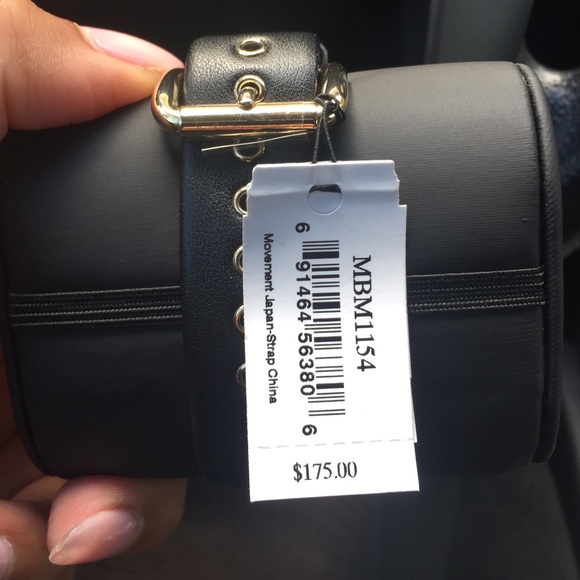 MBM1154
6 91464 56380 6
Movement Japan-Strap China
$175.00